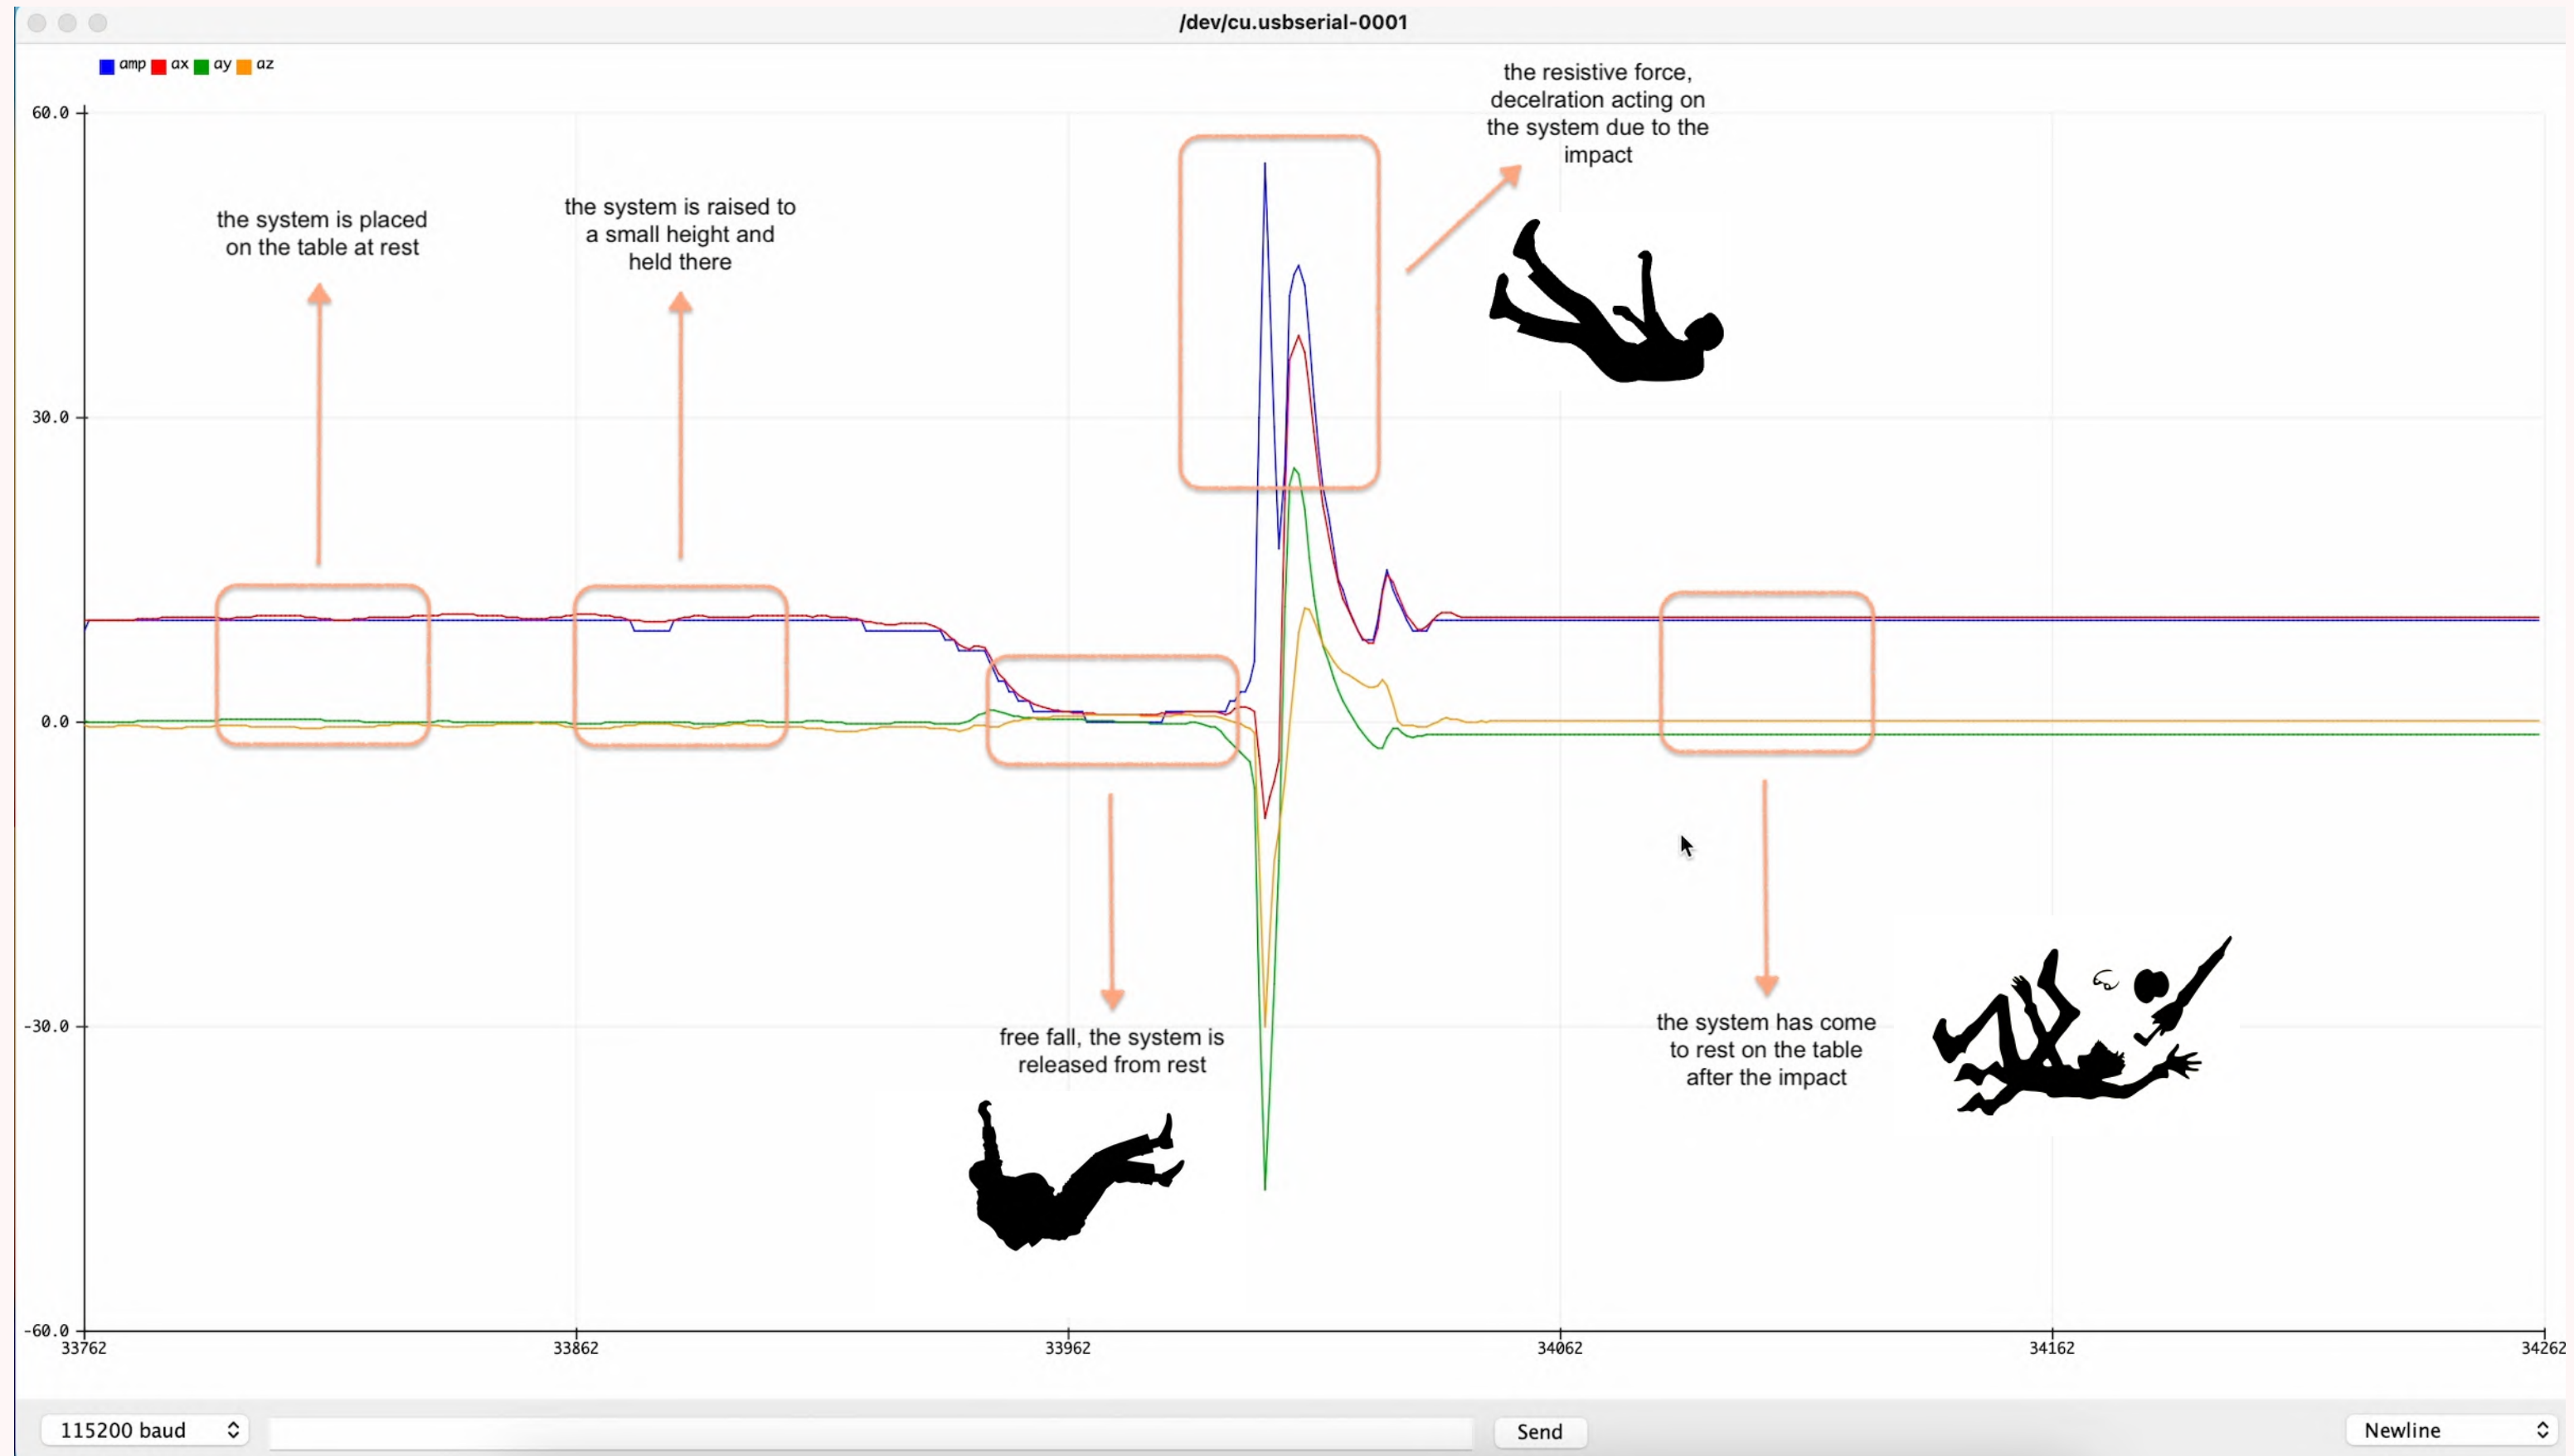 /dev/cu.usbserial-0001
amp ax ay az
the resistive force,
decelration acting on
the system due to the
impact
the system is placed
on the table at rest
the system is raised to
a small height and
held there
60.0
30.0
0.0
-30.0
-60.0
free fall, the system is
released from rest
the system has come
to rest on the table
after the impact
33762 33862 33962 34062 34162 34262
115200 baud Send Newline